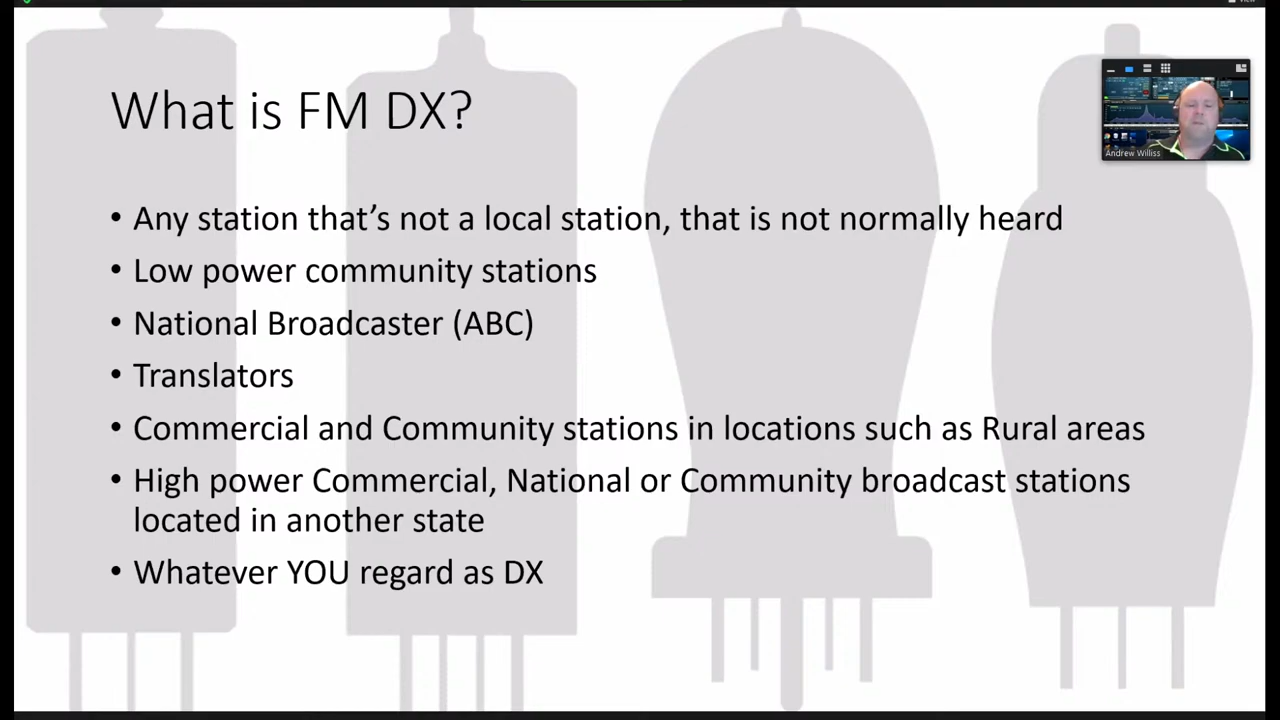 What is FM DX?
Andrew Williss
• Any station that’s not a local station, that is not normally heard
• Low power community stations
• National Broadcaster (ABC)
• Translators
• Commercial and Community stations in locations such as Rural areas
• High power Commercial, National or Community broadcast stations
located in another state
• Whatever YOU regard as DX